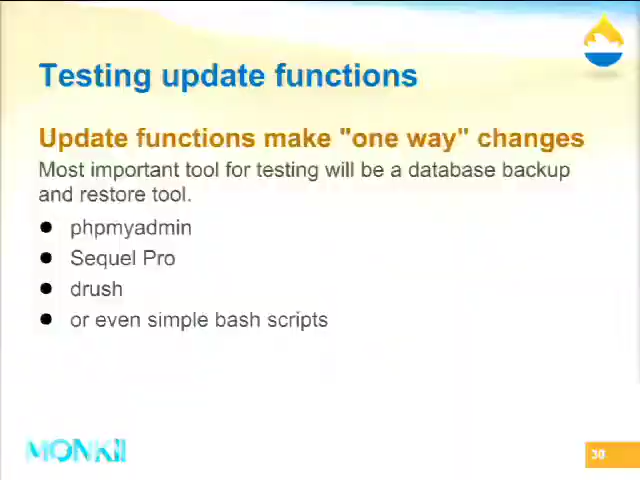 Testing update functions
Update functions make "one way" changes
Most important tool for testing will be a database backup
and restore tool.
phpmyadmin
Sequel Pro
drush
or even simple bash scripts
MONKii
30